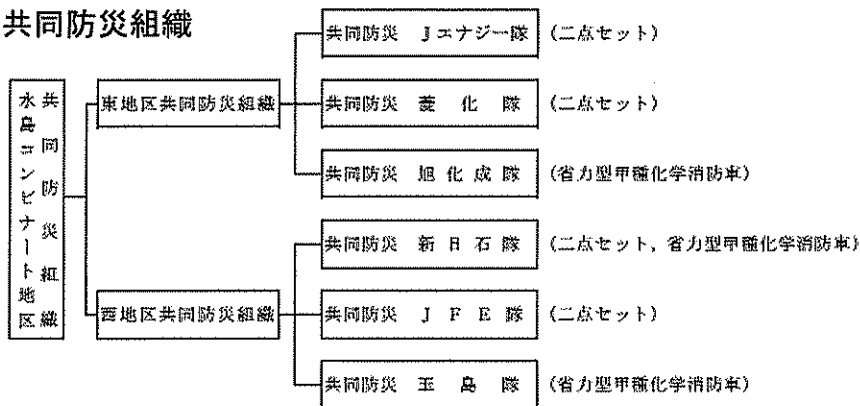 共同防災組織
水島コンビナート地区
共同防災組織
東地区共同防災組織
共同防災 Jエナジー隊 (二点セット)
共同防災 菱化隊 (二点セット)
共同防災 旭化成隊 (省力型甲種化学消防車)
西地区共同防災組織
共同防災 新日石隊 (二点セット、省力型甲種化学消防車)
共同防災 JFE隊 (二点セット)
共同防災 玉島隊 (省力型甲種化学消防車)